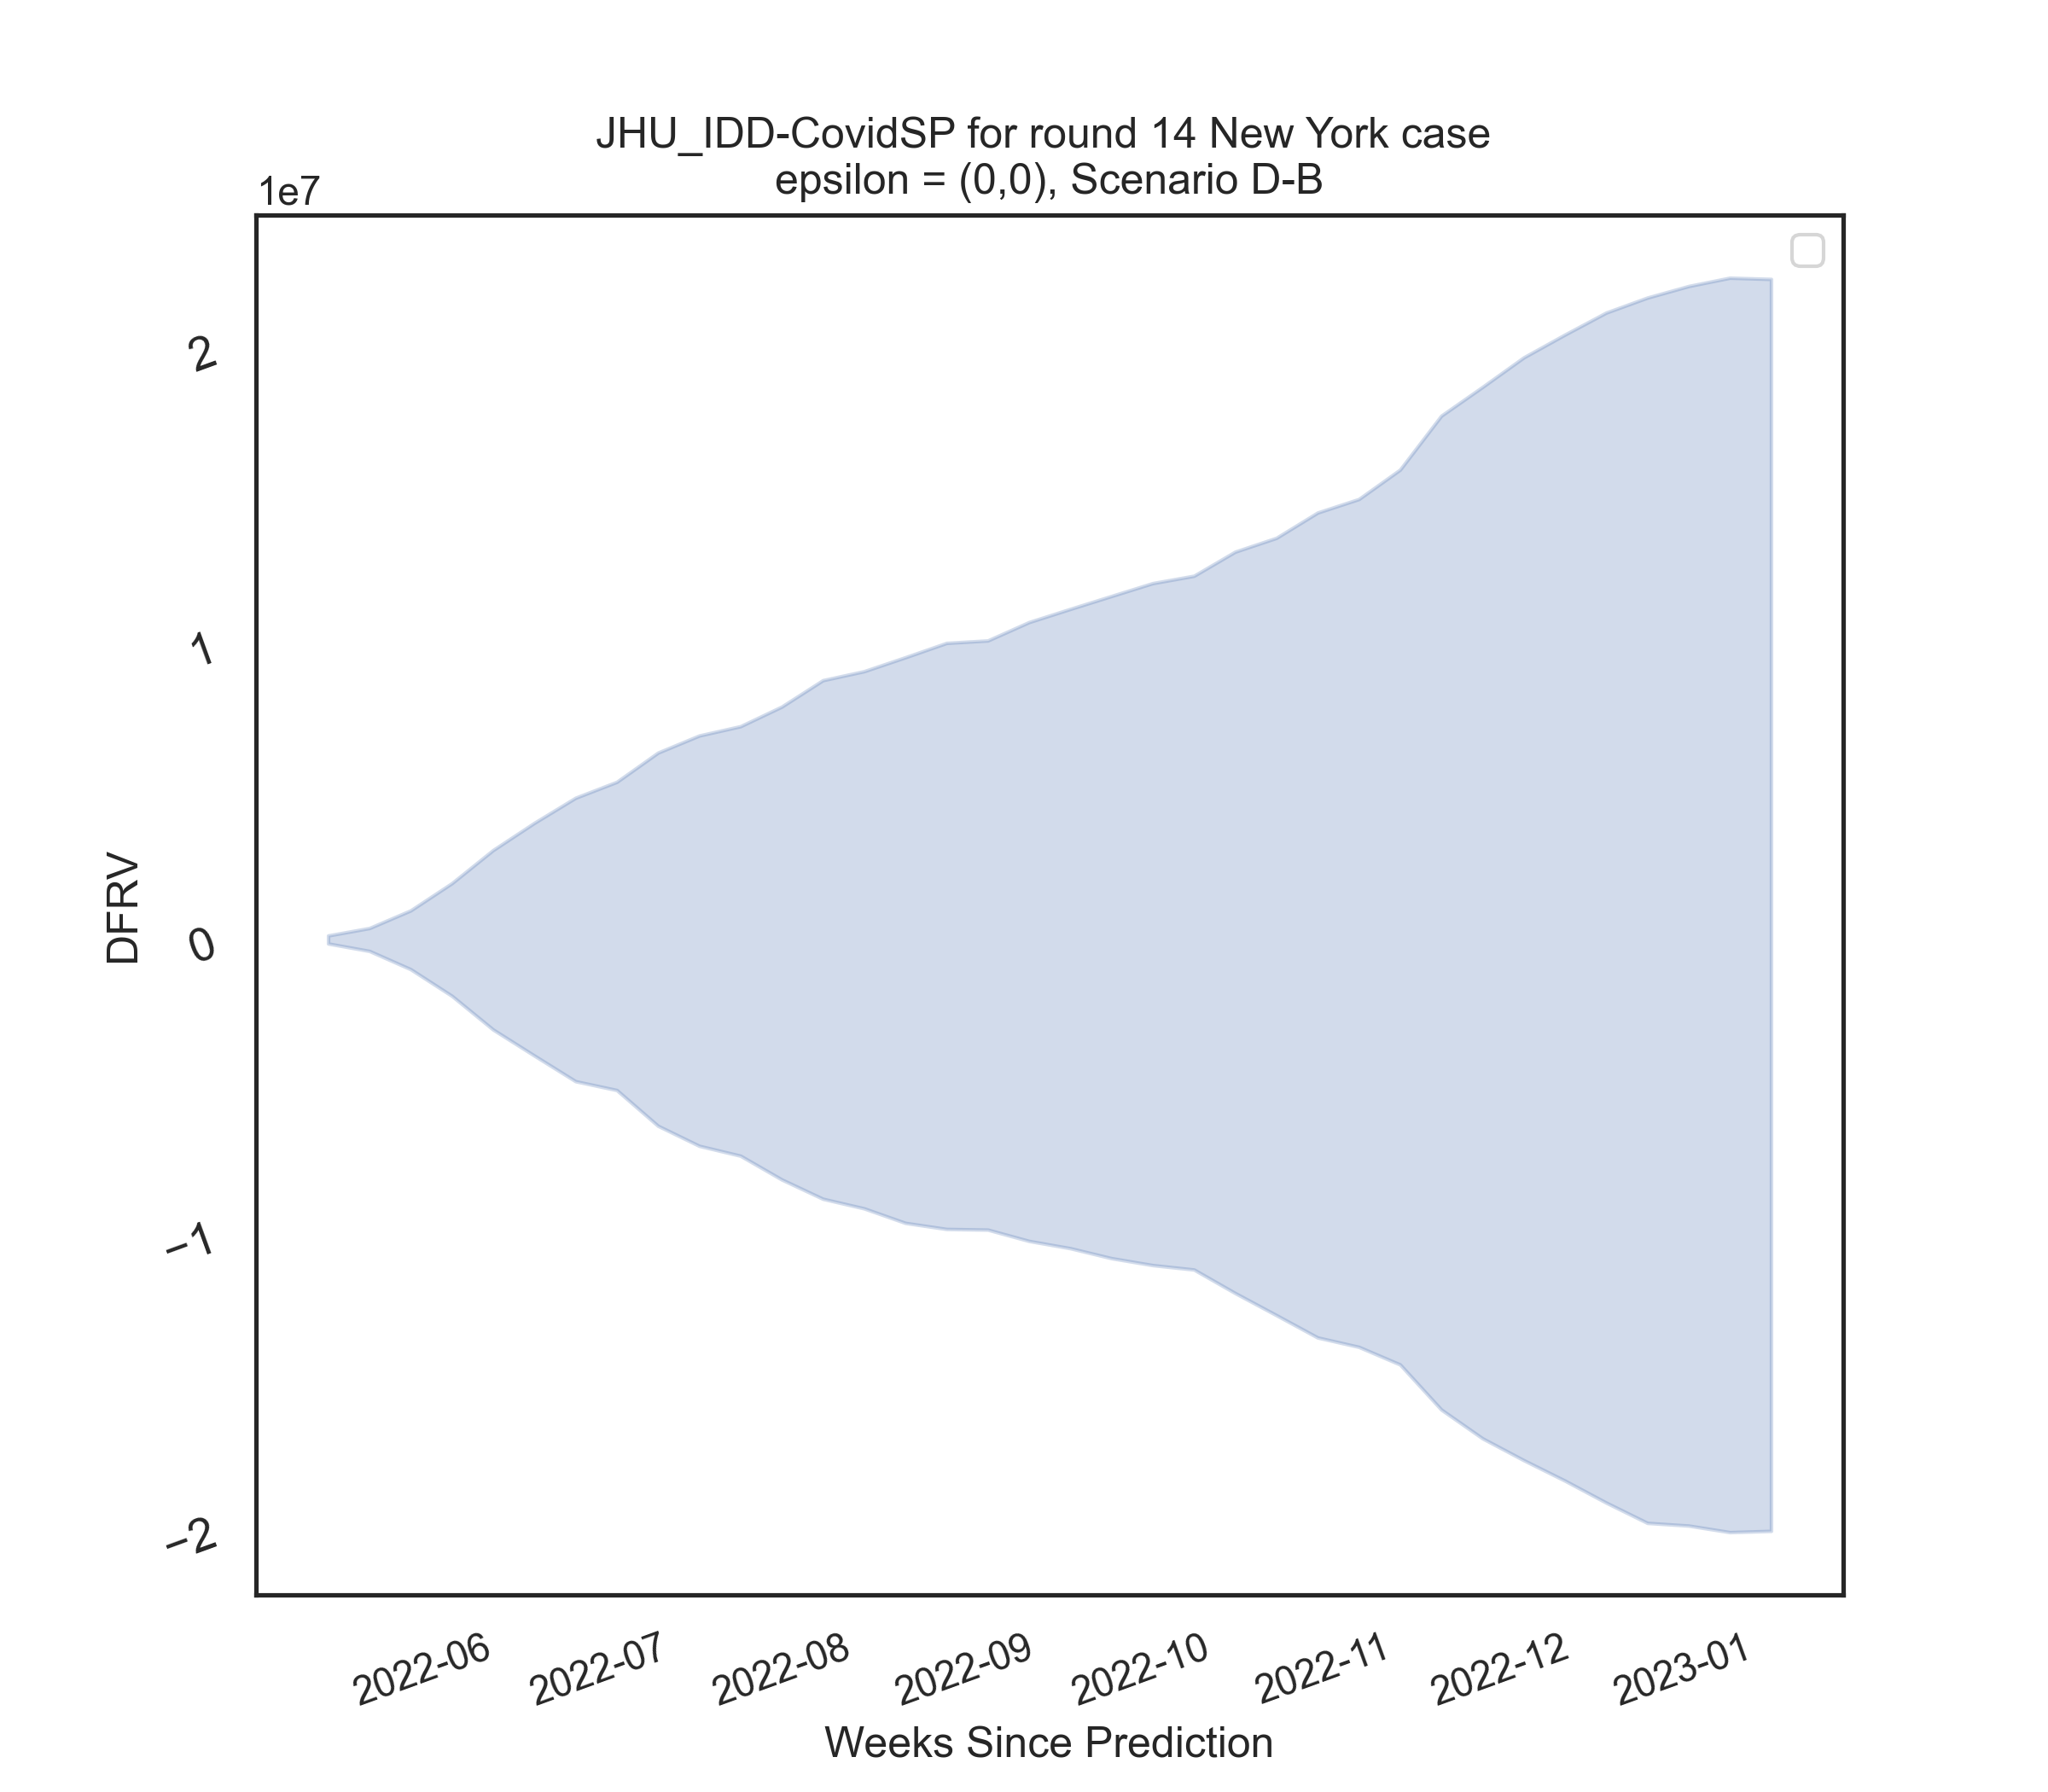 JHU_IDD-CovidSP for round 14 New York case
epsilon = (0,0), Scenario D-B
1e7
2
1
0
−1
−2
DFRV
2022-06 2022-07 2022-08 2022-09 2022-10 2022-11 2022-12 2023-01
Weeks Since Prediction